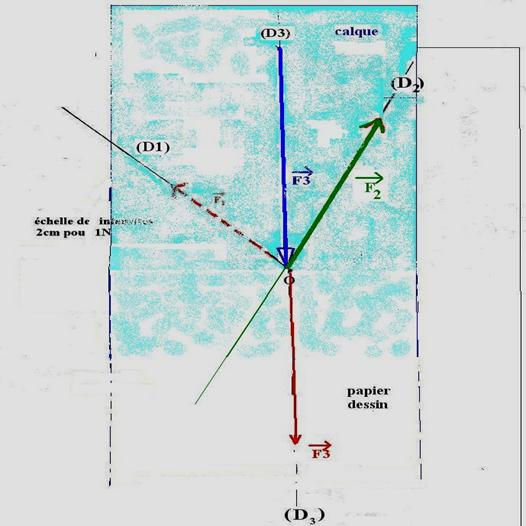 (D3)
calque
(D2)
(D1)
F3
F2
F1
échelle de
2cm pou 1N
O
papier
dessin
F3
(D3)